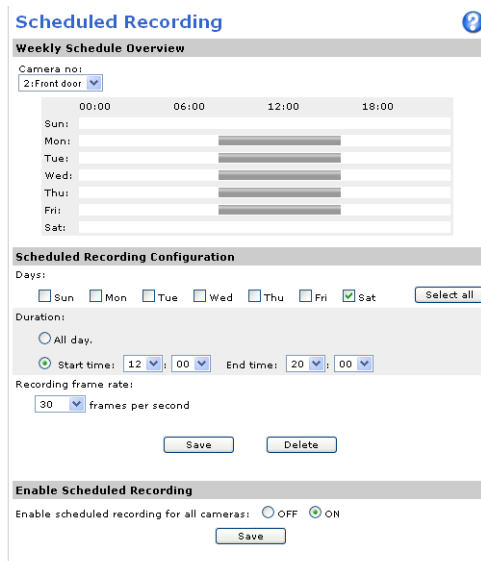 Scheduled Recording
?
Weekly Schedule Overview
Camera no:
2:Front door
00:00 06:00 12:00 18:00
Sun:
Mon:
Tue:
Wed:
Thu:
Fri:
Sat:
Scheduled Recording Configuration
Days:
Sun Mon Tue Wed Thu Fri Sat Select all
Duration:
All day.
Start time: 12 : 00 End time: 20 : 00
Recording frame rate:
30 frames per second
Save Delete
Enable Scheduled Recording
Enable scheduled recording for all cameras: OFF ON
Save